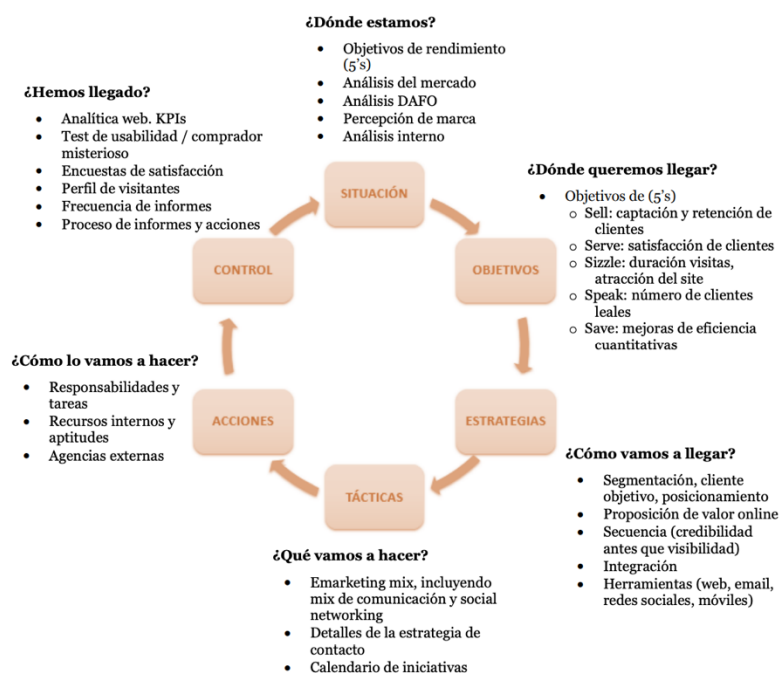 ¿Dónde estamos?
• Objetivos de rendimiento
(5's)
• Análisis del mercado
• Análisis DAFO
• Percepción de marca
• Análisis interno
SITUACIÓN
¿Dónde queremos llegar?
• Objetivos de (5's)
o Sell: captación y retención de
clientes
o Serve: satisfacción de clientes
o Sizzle: duración visitas,
atracción del site
o Speak: número de clientes
leales
o Save: mejoras de eficiencia
cuantitativas
OBJETIVOS
ESTRATEGIAS
¿Cómo vamos a llegar?
• Segmentación, cliente
objetivo, posicionamiento
• Proposición de valor online
• Secuencia (credibilidad
antes que visibilidad)
• Integración
• Herramientas (web, email,
redes sociales, móviles)
TÁCTICAS
¿Qué vamos a hacer?
• Emarketing mix, incluyendo
mix de comunicación y social
networking
• Detalles de la estrategia de
contacto
• Calendario de iniciativas
¿Cómo lo vamos a hacer?
• Responsabilidades y
tareas
• Recursos internos y
aptitudes
• Agencias externas
ACCIONES
¿Hemos llegado?
• Analítica web. KPIs
• Test de usabilidad / comprador
misterioso
• Encuestas de satisfacción
• Perfil de visitantes
• Frecuencia de informes
• Proceso de informes y acciones
CONTROL